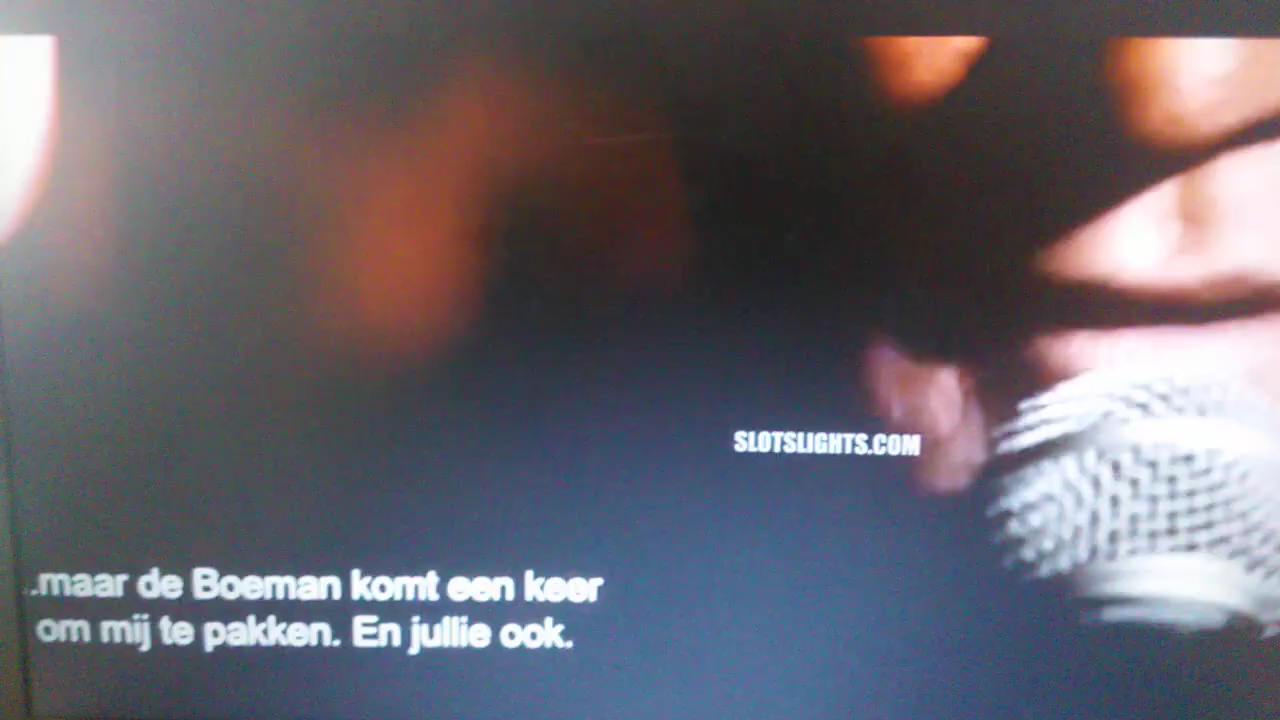 SLOTSLIGHTS.COM
..maar de Boeman komt een keer
om mij te pakken. En jullie ook.